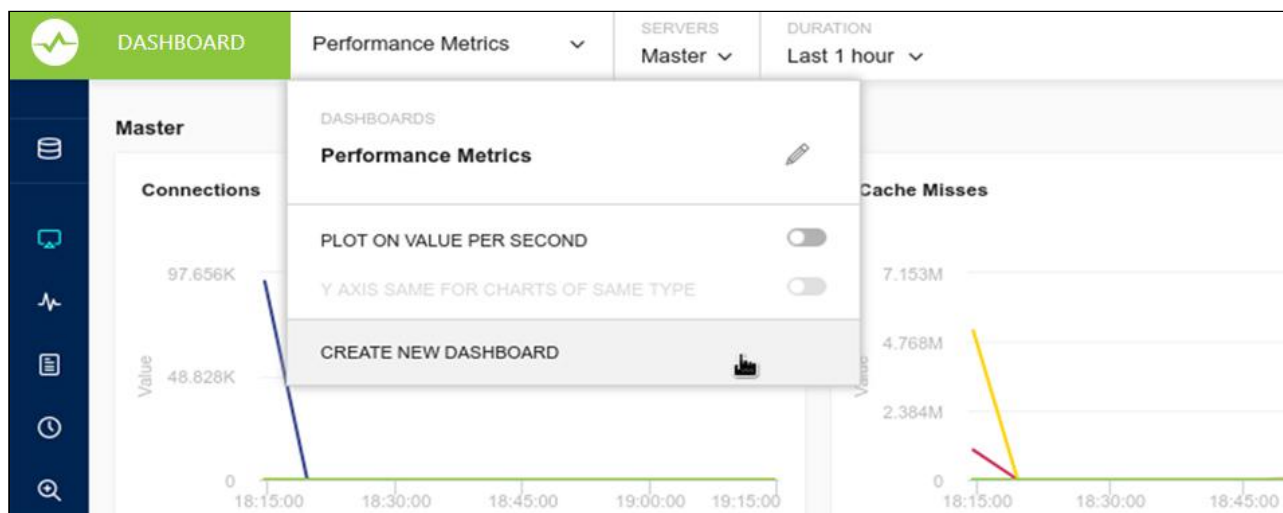 DASHBOARD
Performance Metrics
SERVERS
Master
DURATION
Last 1 hour
Master
DASHBOARDS
Performance Metrics
PLOT ON VALUE PER SECOND
Y AXIS SAME FOR CHARTS OF SAME TYPE
CREATE NEW DASHBOARD
Connections
97.656K
Value
48.828K
0
18:15:00 18:30:00 18:45:00 19:00:00 19:15:00
Cache Misses
7.153M
4.768M
Value
2.384M
0
18:15:00 18:30:00 18:45:00